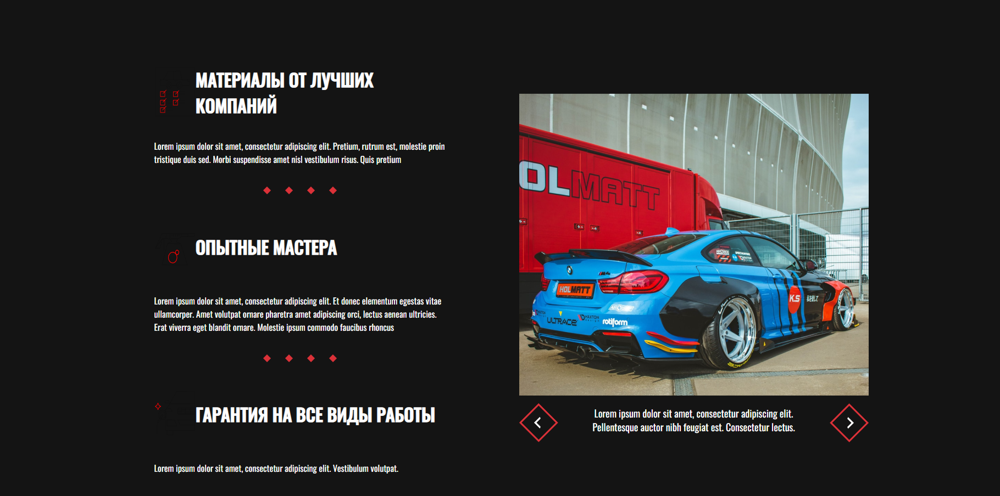 МАТЕРИАЛЫ ОТ ЛУЧШИХ
КОМПАНИЙ
Lorem ipsum dolor sit amet, consectetur adipiscing elit. Pretium, rutrum est, molestie proin
tristique duis sed. Morbi suspendisse amet nisl vestibulum risus. Quis pretium
ОПЫТНЫЕ МАСТЕРА
Lorem ipsum dolor sit amet, consectetur adipiscing elit. Et donec elementum egestas vitae
ullamcorper. Amet volutpat ornare pharetra amet adipiscing orci, lectus aenean ultricies.
Erat viverra eget blandit ornare. Molestie ipsum commodo faucibus rhoncus
ГАРАНТИЯ НА ВСЕ ВИДЫ РАБОТЫ
Lorem ipsum dolor sit amet, consectetur adipiscing elit. Vestibulum volutpat.
OLMATT
M4
HOLMATT
K.S
ULTRACE
MAXTON
rotiform
Lorem ipsum dolor sit amet, consectetur adipiscing elit.
Pellentesque auctor nibh feugiat est. Consectetur lectus.